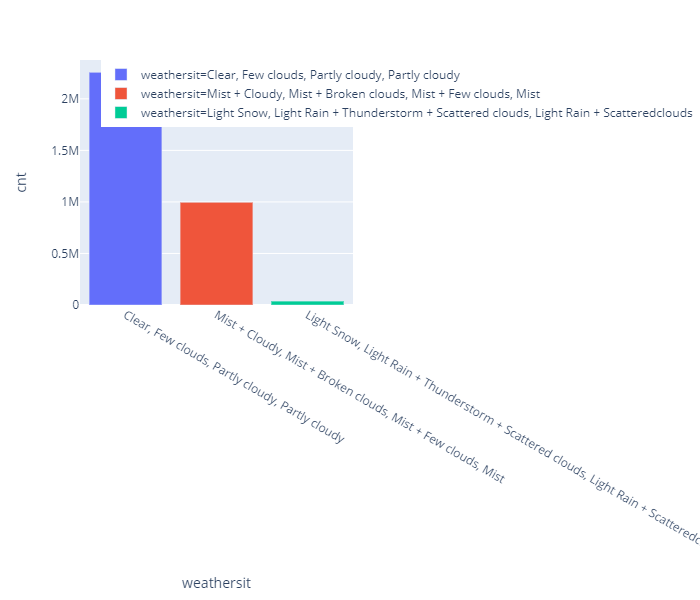 weathersit=Clear, Few clouds, Partly cloudy, Partly cloudy
weathersit=Mist + Cloudy, Mist + Broken clouds, Mist + Few clouds, Mist
weathersit=Light Snow, Light Rain + Thunderstorm + Scattered clouds, Light Rain + Scatteredclouds
2M
1.5M
1M
0.5M
0
cnt
Clear, Few clouds, Partly cloudy, Partly cloudy
Mist + Cloudy, Mist + Broken clouds, Mist + Few clouds, Mist
Light Snow, Light Rain + Thunderstorm + Scattered clouds, Light Rain +
weathersit